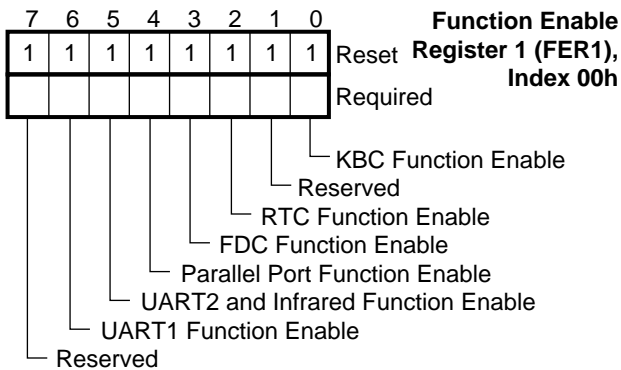 7 6 5 4 3 2 1 0
Function Enable
Register 1 (FER1),
Index 00h
1 1 1 1 1 1 1 1 Reset
Required
KBC Function Enable
Reserved
RTC Function Enable
FDC Function Enable
Parallel Port Function Enable
UART2 and Infrared Function Enable
UART1 Function Enable
Reserved